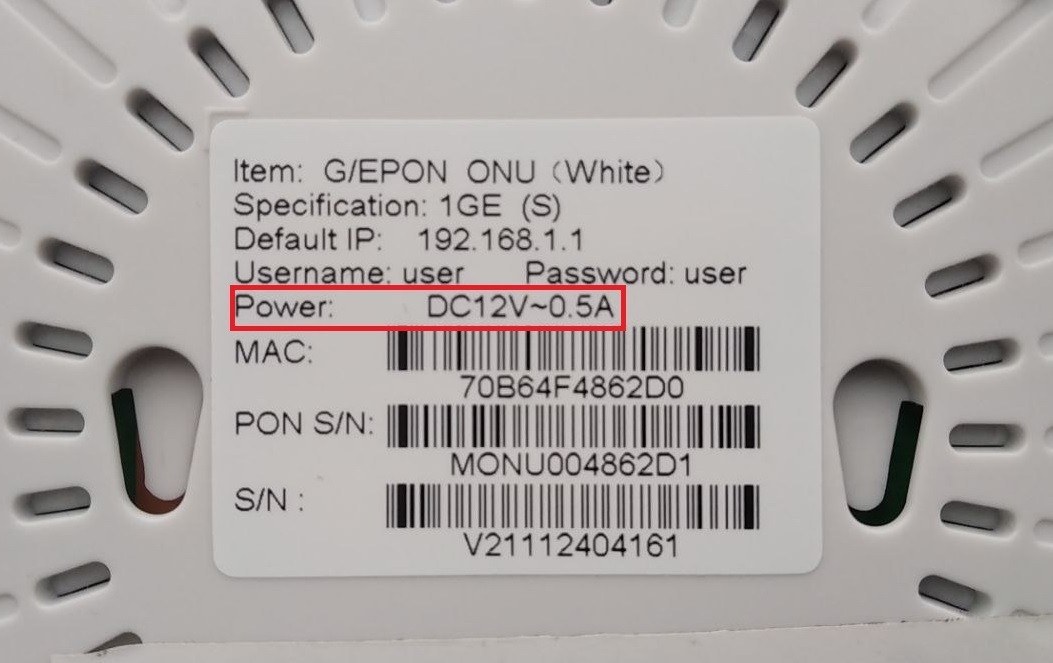 Item: G/EPON ONU (White)
Specification: 1GE (S)
Default IP: 192.168.1.1
Username: user Password: user
Power: DC12V~0.5A
MAC:
70B64F4862D0
PON S/N:
MONU004862D1
S/N :
V21112404161